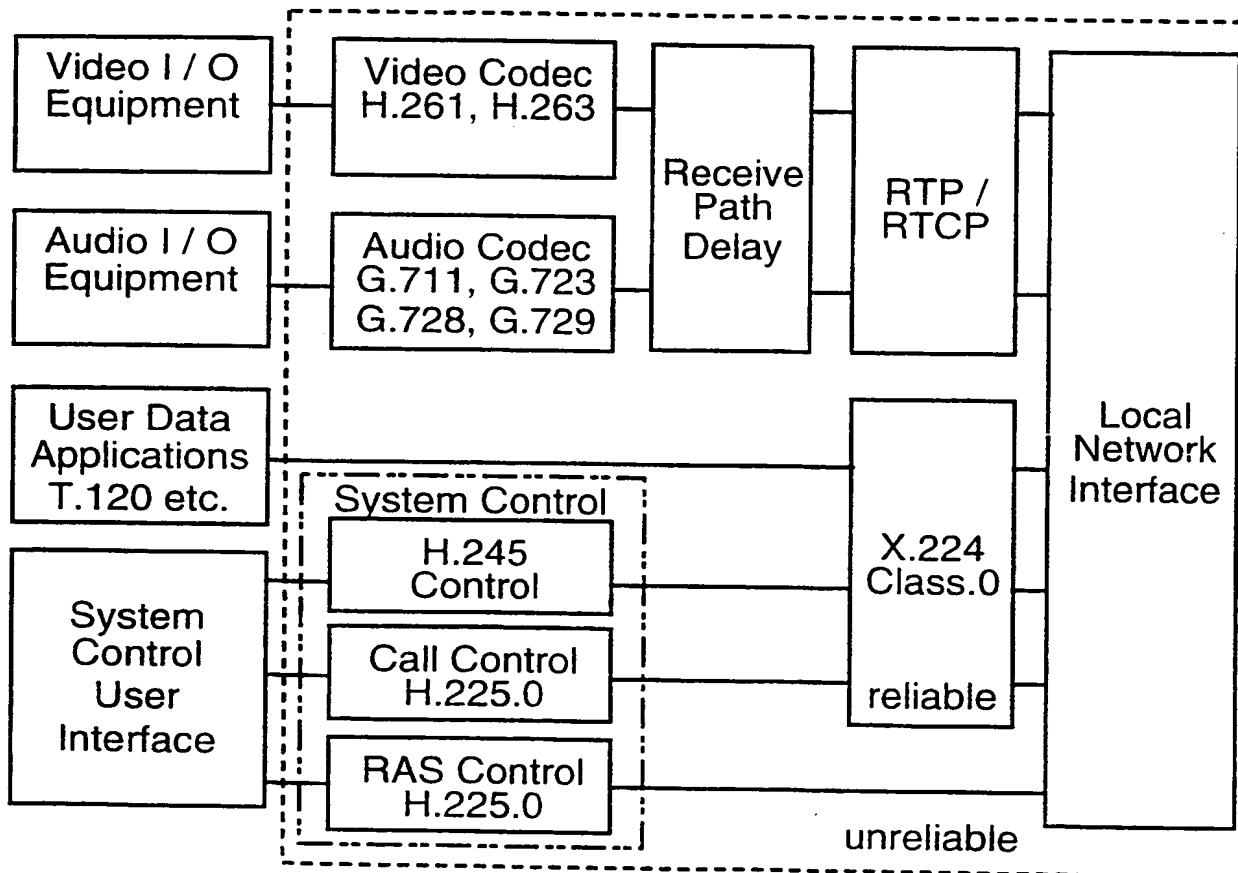 Video I / O
Equipment
Video Codec
H.261, H.263
Receive
Path
Delay
RTP /
RTCP
Audio I / O
Equipment
Audio Codec
G.711, G.723
G.728, G.729
User Data
Applications
T.120 etc.
System Control
H.245
Control
X.224
Class.0
Local
Network
Interface
System
Control
User
Interface
Call Control
H.225.0
reliable
RAS Control
H.225.0
unreliable